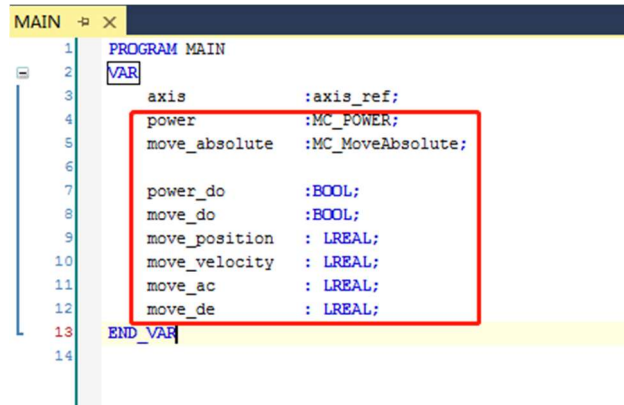 MAIN
1 PROGRAM MAIN
2 VAR
3 axis :axis_ref;
4 power :MC_POWER;
5 move_absolute :MC_MoveAbsolute;
6
7 power_do :BOOL;
8 move_do :BOOL;
9 move_position : LREAL;
10 move_velocity : LREAL;
11 move_ac : LREAL;
12 move_de : LREAL;
13 END_VAR
14